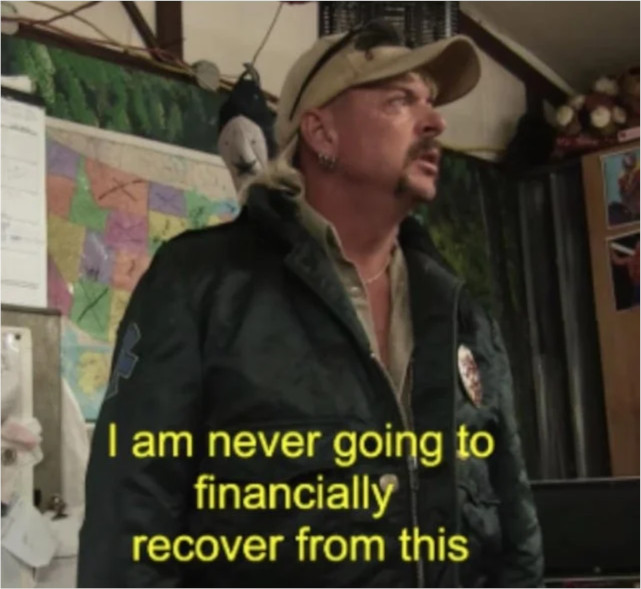 I am never going to
financially
recover from this